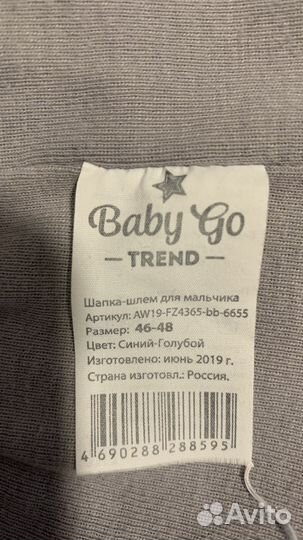 Baby Go
TREND
Шапка-шлем для мальчика
Артикул: AW19-FZ4365-bb-6655
Размер: 46-48
Цвет: Синий-Голубой
Изготовлено: июнь 2019 г.
Страна изготовл.: Россия.
4 690288 288595
Avito